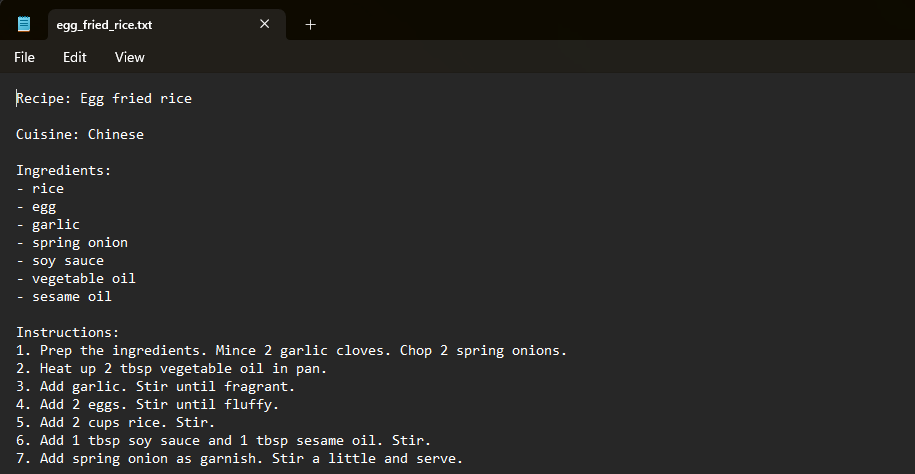 egg_fried_rice.txt
File Edit View
Recipe: Egg fried rice
Cuisine: Chinese
Ingredients:
- rice
- egg
- garlic
- spring onion
- soy sauce
- vegetable oil
- sesame oil
Instructions:
1. Prep the ingredients. Mince 2 garlic cloves. Chop 2 spring onions.
2. Heat up 2 tbsp vegetable oil in pan.
3. Add garlic. Stir until fragrant.
4. Add 2 eggs. Stir until fluffy.
5. Add 2 cups rice. Stir.
6. Add 1 tbsp soy sauce and 1 tbsp sesame oil. Stir.
7. Add spring onion as garnish. Stir a little and serve.